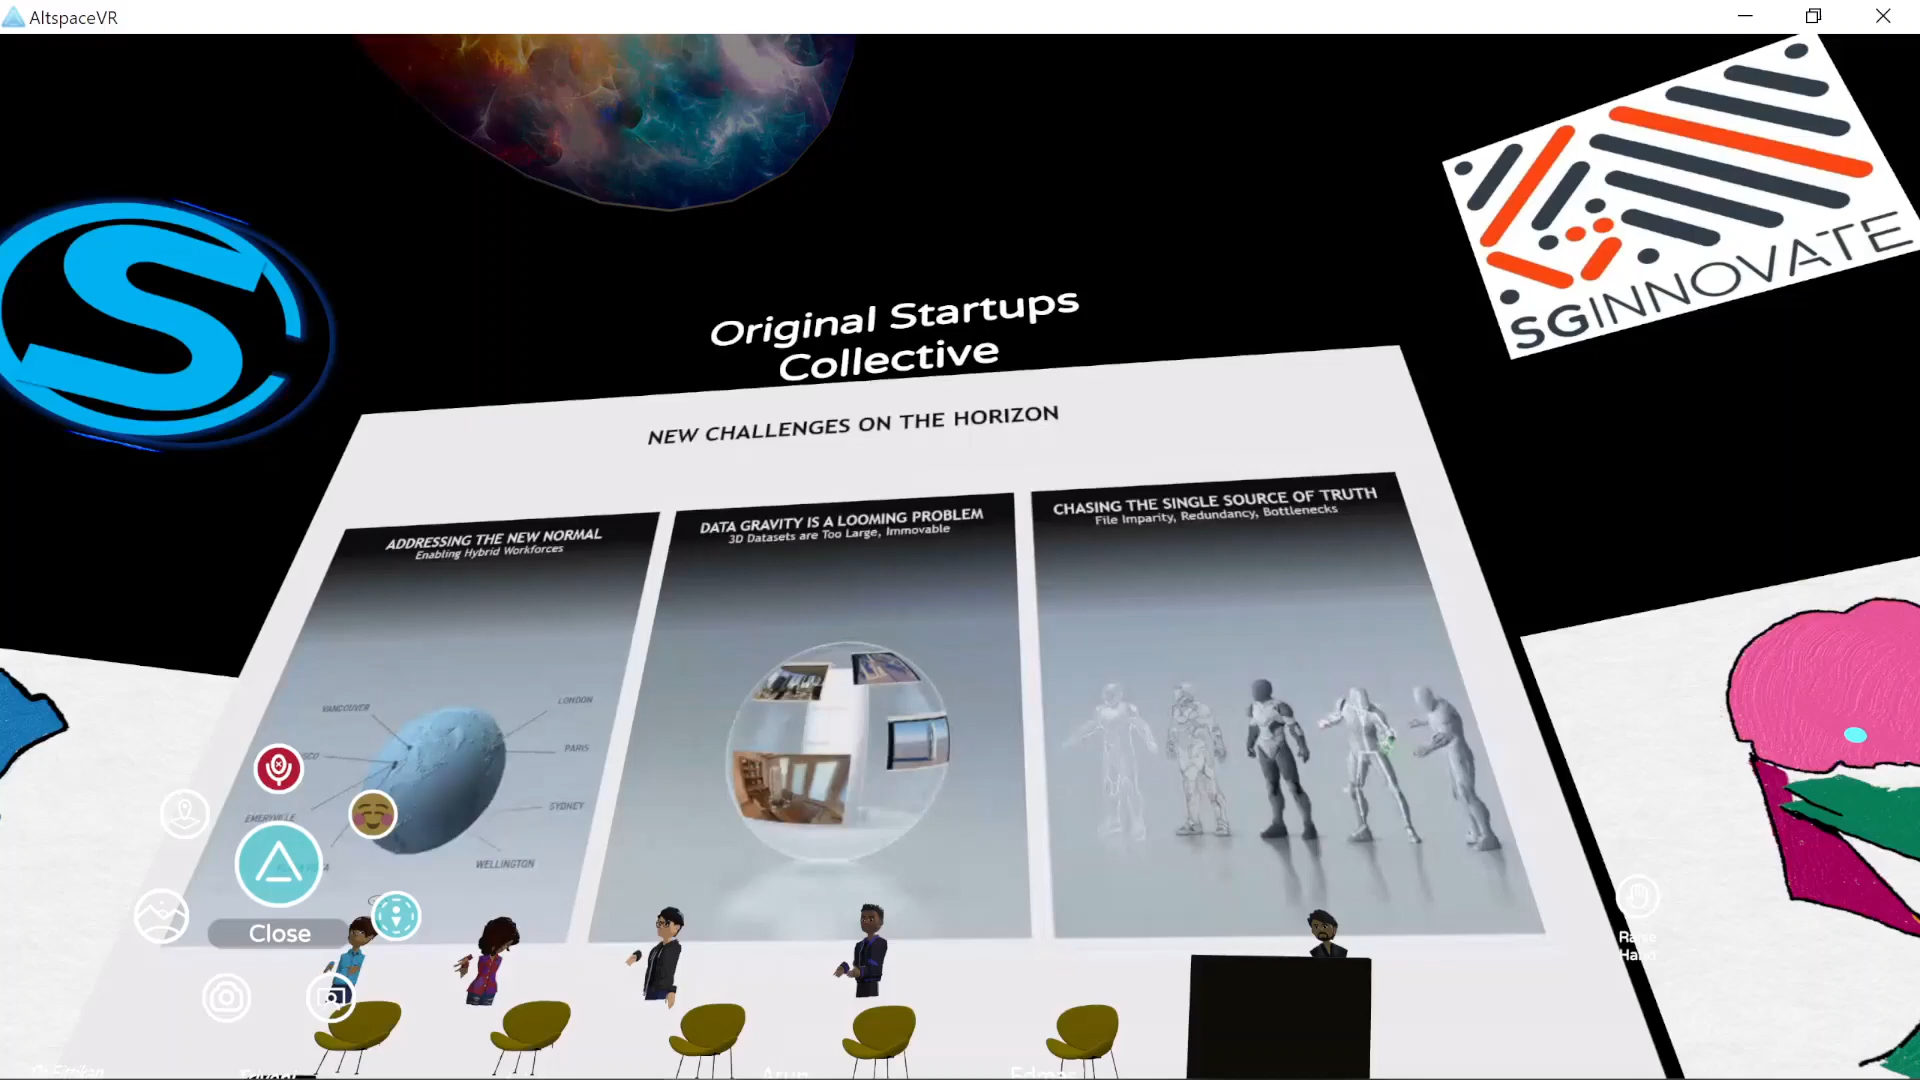 AltspaceVR
S
SGINNOVATE
Original Startups
Collective
NEW CHALLENGES ON THE HORIZON
ADDRESSING THE NEW NORMAL
Enabling Hybrid Workforces
DATA GRAVITY IS A LOOMING PROBLEM
3D Datasets are Too Large, Immovable
CHASING THE SINGLE SOURCE OF TRUTH
File Imparity, Redundancy, Bottlenecks
VANCOUVER
LONDON
PARIS
SYDNEY
EMERYVILLE
WELLINGTON
Close
Raise
Hand